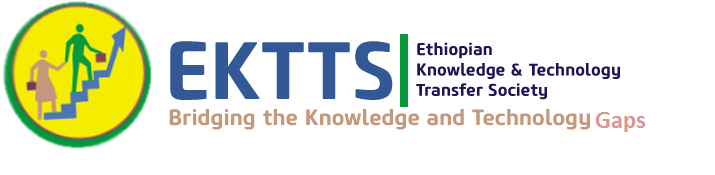 EKTTS
Ethiopian
Knowledge & Technology
Transfer Society
Bridging the Knowledge and Technology Gaps